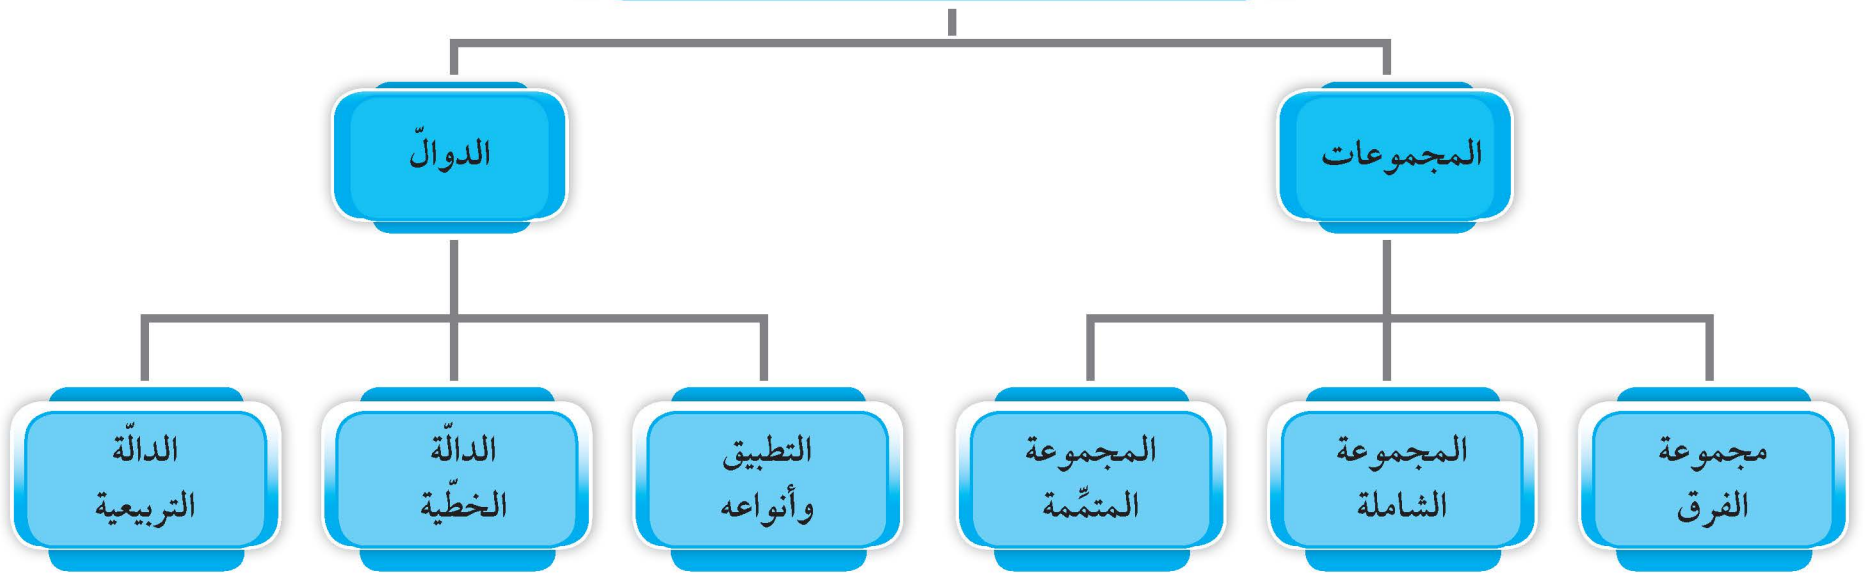 المجموعات
الدوالّ
مجموعة
الفرق
المجموعة
الشاملة
المجموعة
المتمِّمة
التطبيق
وأنواعه
الدالّة
الخطّية
الدالّة
التربيعية